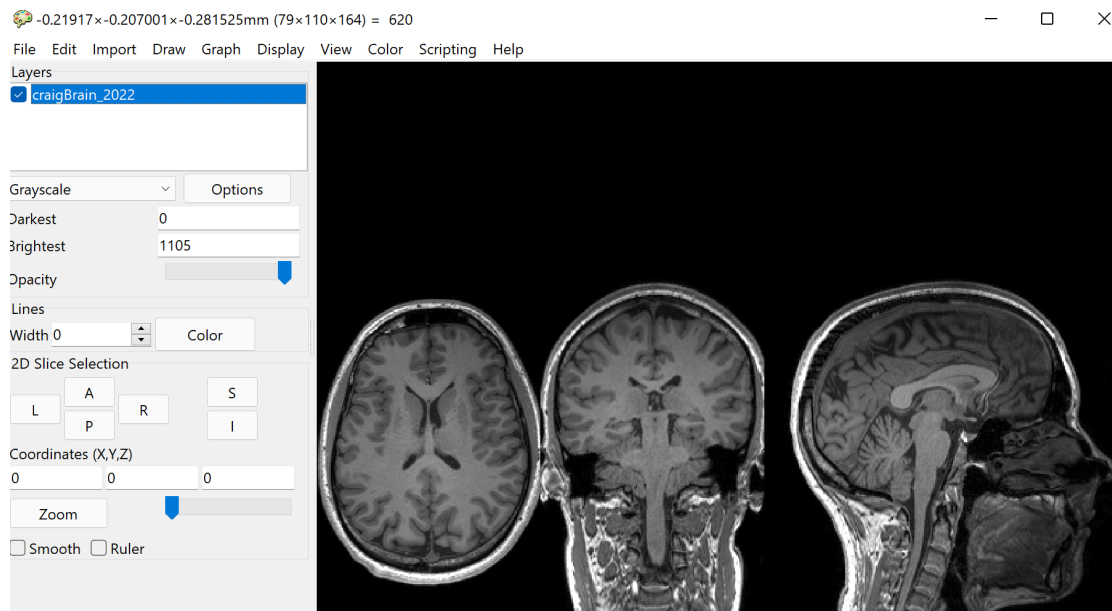 -0.21917×-0.207001×-0.281525mm (79×110×164) = 620
File Edit Import Draw Graph Display View Color Scripting Help
Layers
craigBrain_2022
Grayscale Options
Darkest 0
Brightest 1105
Opacity
Lines
Width 0 Color
2D Slice Selection
A S
L R
P I
Coordinates (X,Y,Z)
0 0 0
Zoom
Smooth Ruler